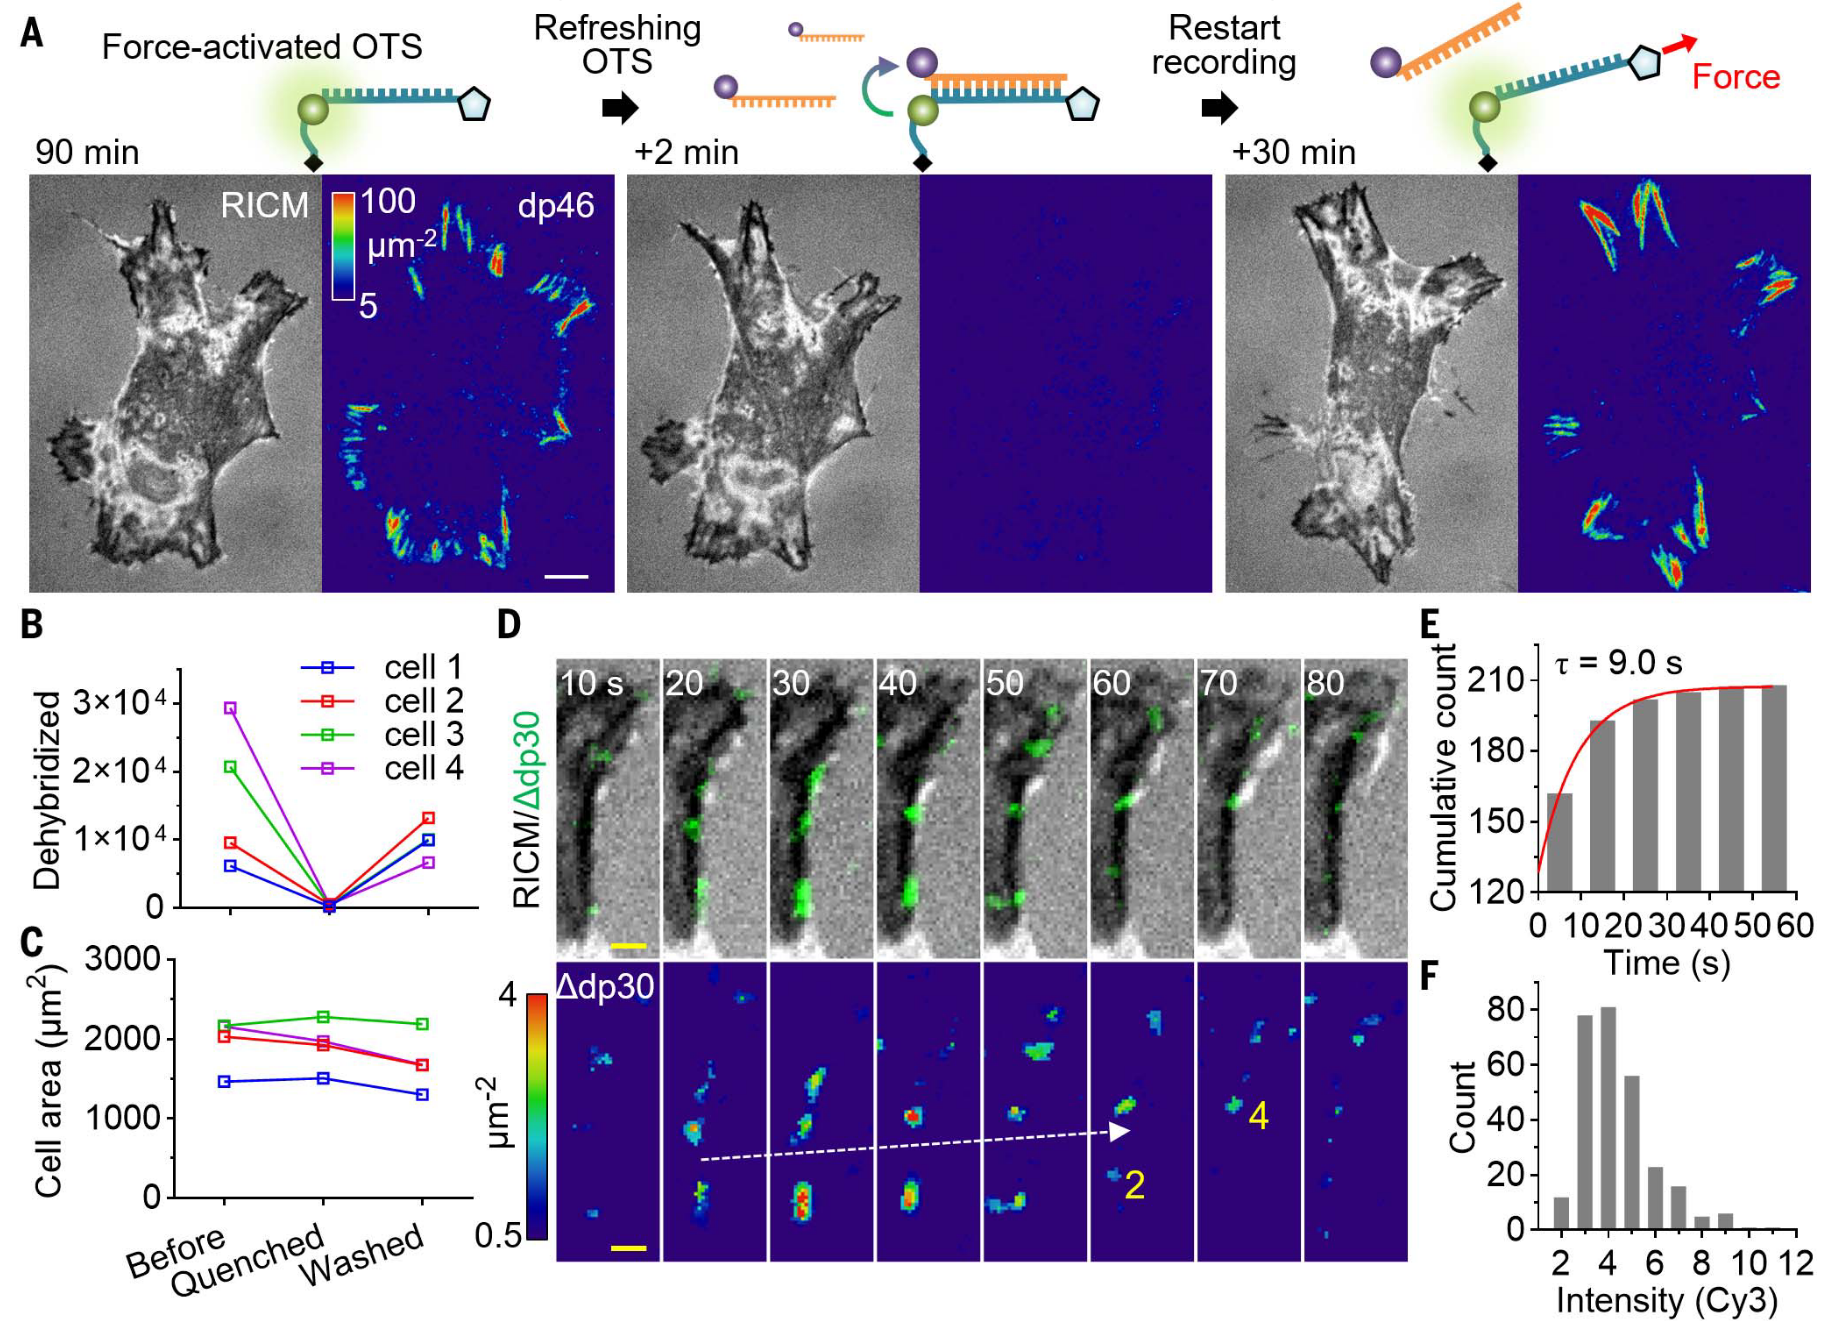 A
Force-activated OTS
Refreshing
OTS
Restart
recording
Force
90 min
+2 min
+30 min
RICM
100
µm-2
5
dp46
B
Dehybridized
3×10⁴
2×10⁴
1×10⁴
0
cell 1
cell 2
cell 3
cell 4
C
Cell area (µm²)
3000
2000
1000
0
Before
Quenched
Washed
D
RICM/Δdp30
10 s
20
30
40
50
60
70
80
Δdp30
4
µm-2
0.5
4
2
E
Cumulative count
210
180
150
120
τ = 9.0 s
0 10 20 30 40 50 60
Time (s)
F
Count
80
60
40
20
0
2 4 6 8 10 12
Intensity (Cy3)